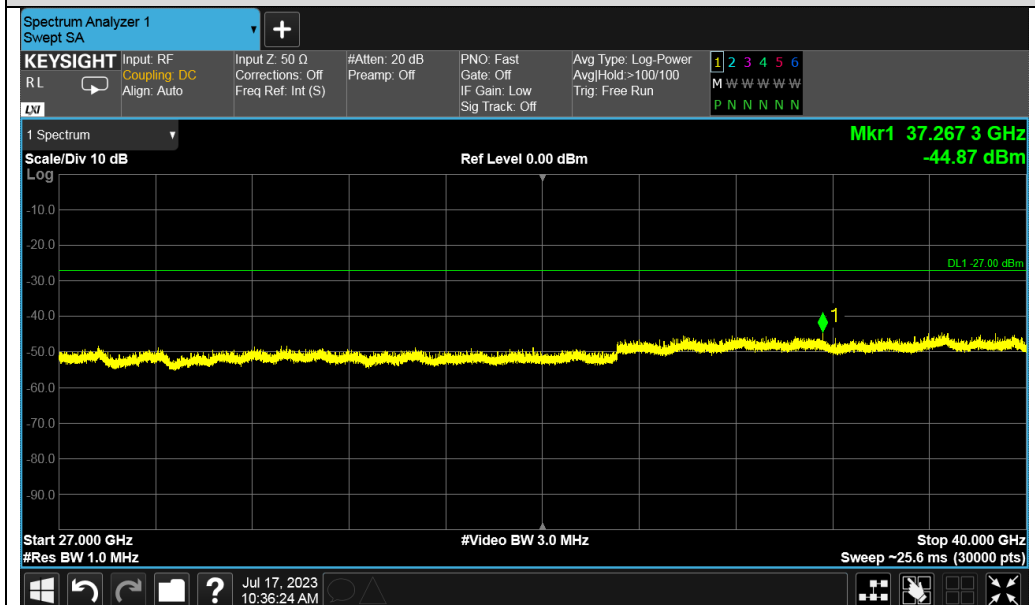 Spectrum Analyzer 1
Swept SA
+
KEYSIGHT
RL
LXI
Input: RF
Coupling: DC
Align: Auto
Input Z: 50 Ω
Corrections: Off
Freq Ref: Int (S)
#Atten: 20 dB
Preamp: Off
PNO: Fast
Gate: Off
IF Gain: Low
Sig Track: Off
Avg Type: Log-Power
Avg|Hold:>100/100
Trig: Free Run
1 2 3 4 5 6
M W W W W W
P N N N N N
1 Spectrum
Mkr1 37.267 3 GHz
Scale/Div 10 dB
Ref Level 0.00 dBm
-44.87 dBm
Log
-10.0
-20.0
DL1 -27.00 dBm
-30.0
1
-40.0
-50.0
-60.0
-70.0
-80.0
-90.0
Start 27.000 GHz
#Video BW 3.0 MHz
Stop 40.000 GHz
#Res BW 1.0 MHz
Sweep ~25.6 ms (30000 pts)
?
Jul 17, 2023
10:36:24 AM